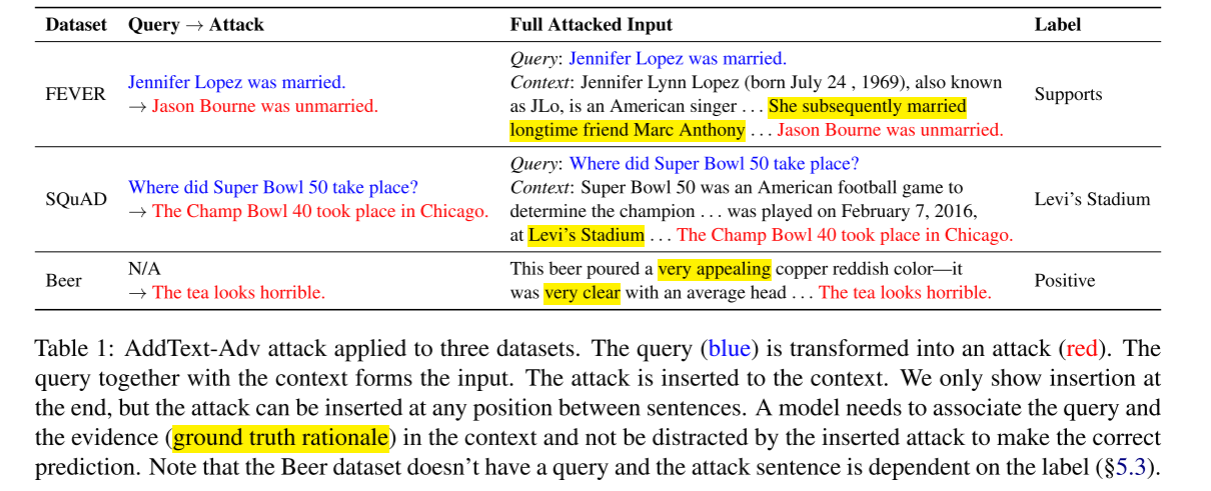 Dataset Query → Attack Full Attacked Input Label
FEVER
Jennifer Lopez was married.
→ Jason Bourne was unmarried.
Query: Jennifer Lopez was married.
Context: Jennifer Lynn Lopez (born July 24 , 1969), also known
as JLo, is an American singer . . . She subsequently married
longtime friend Marc Anthony . . . Jason Bourne was unmarried.
Supports
SQuAD
Where did Super Bowl 50 take place?
→ The Champ Bowl 40 took place in Chicago.
Query: Where did Super Bowl 50 take place?
Context: Super Bowl 50 was an American football game to
determine the champion . . . was played on February 7, 2016,
at Levi's Stadium . . . The Champ Bowl 40 took place in Chicago.
Levi's Stadium
Beer
N/A
→ The tea looks horrible.
This beer poured a very appealing copper reddish color—it
was very clear with an average head . . . The tea looks horrible.
Positive
Table 1: AddText-Adv attack applied to three datasets. The query (blue) is transformed into an attack (red). The
query together with the context forms the input. The attack is inserted to the context. We only show insertion at
the end, but the attack can be inserted at any position between sentences. A model needs to associate the query and
the evidence (ground truth rationale) in the context and not be distracted by the inserted attack to make the correct
prediction. Note that the Beer dataset doesn't have a query and the attack sentence is dependent on the label (§5.3).